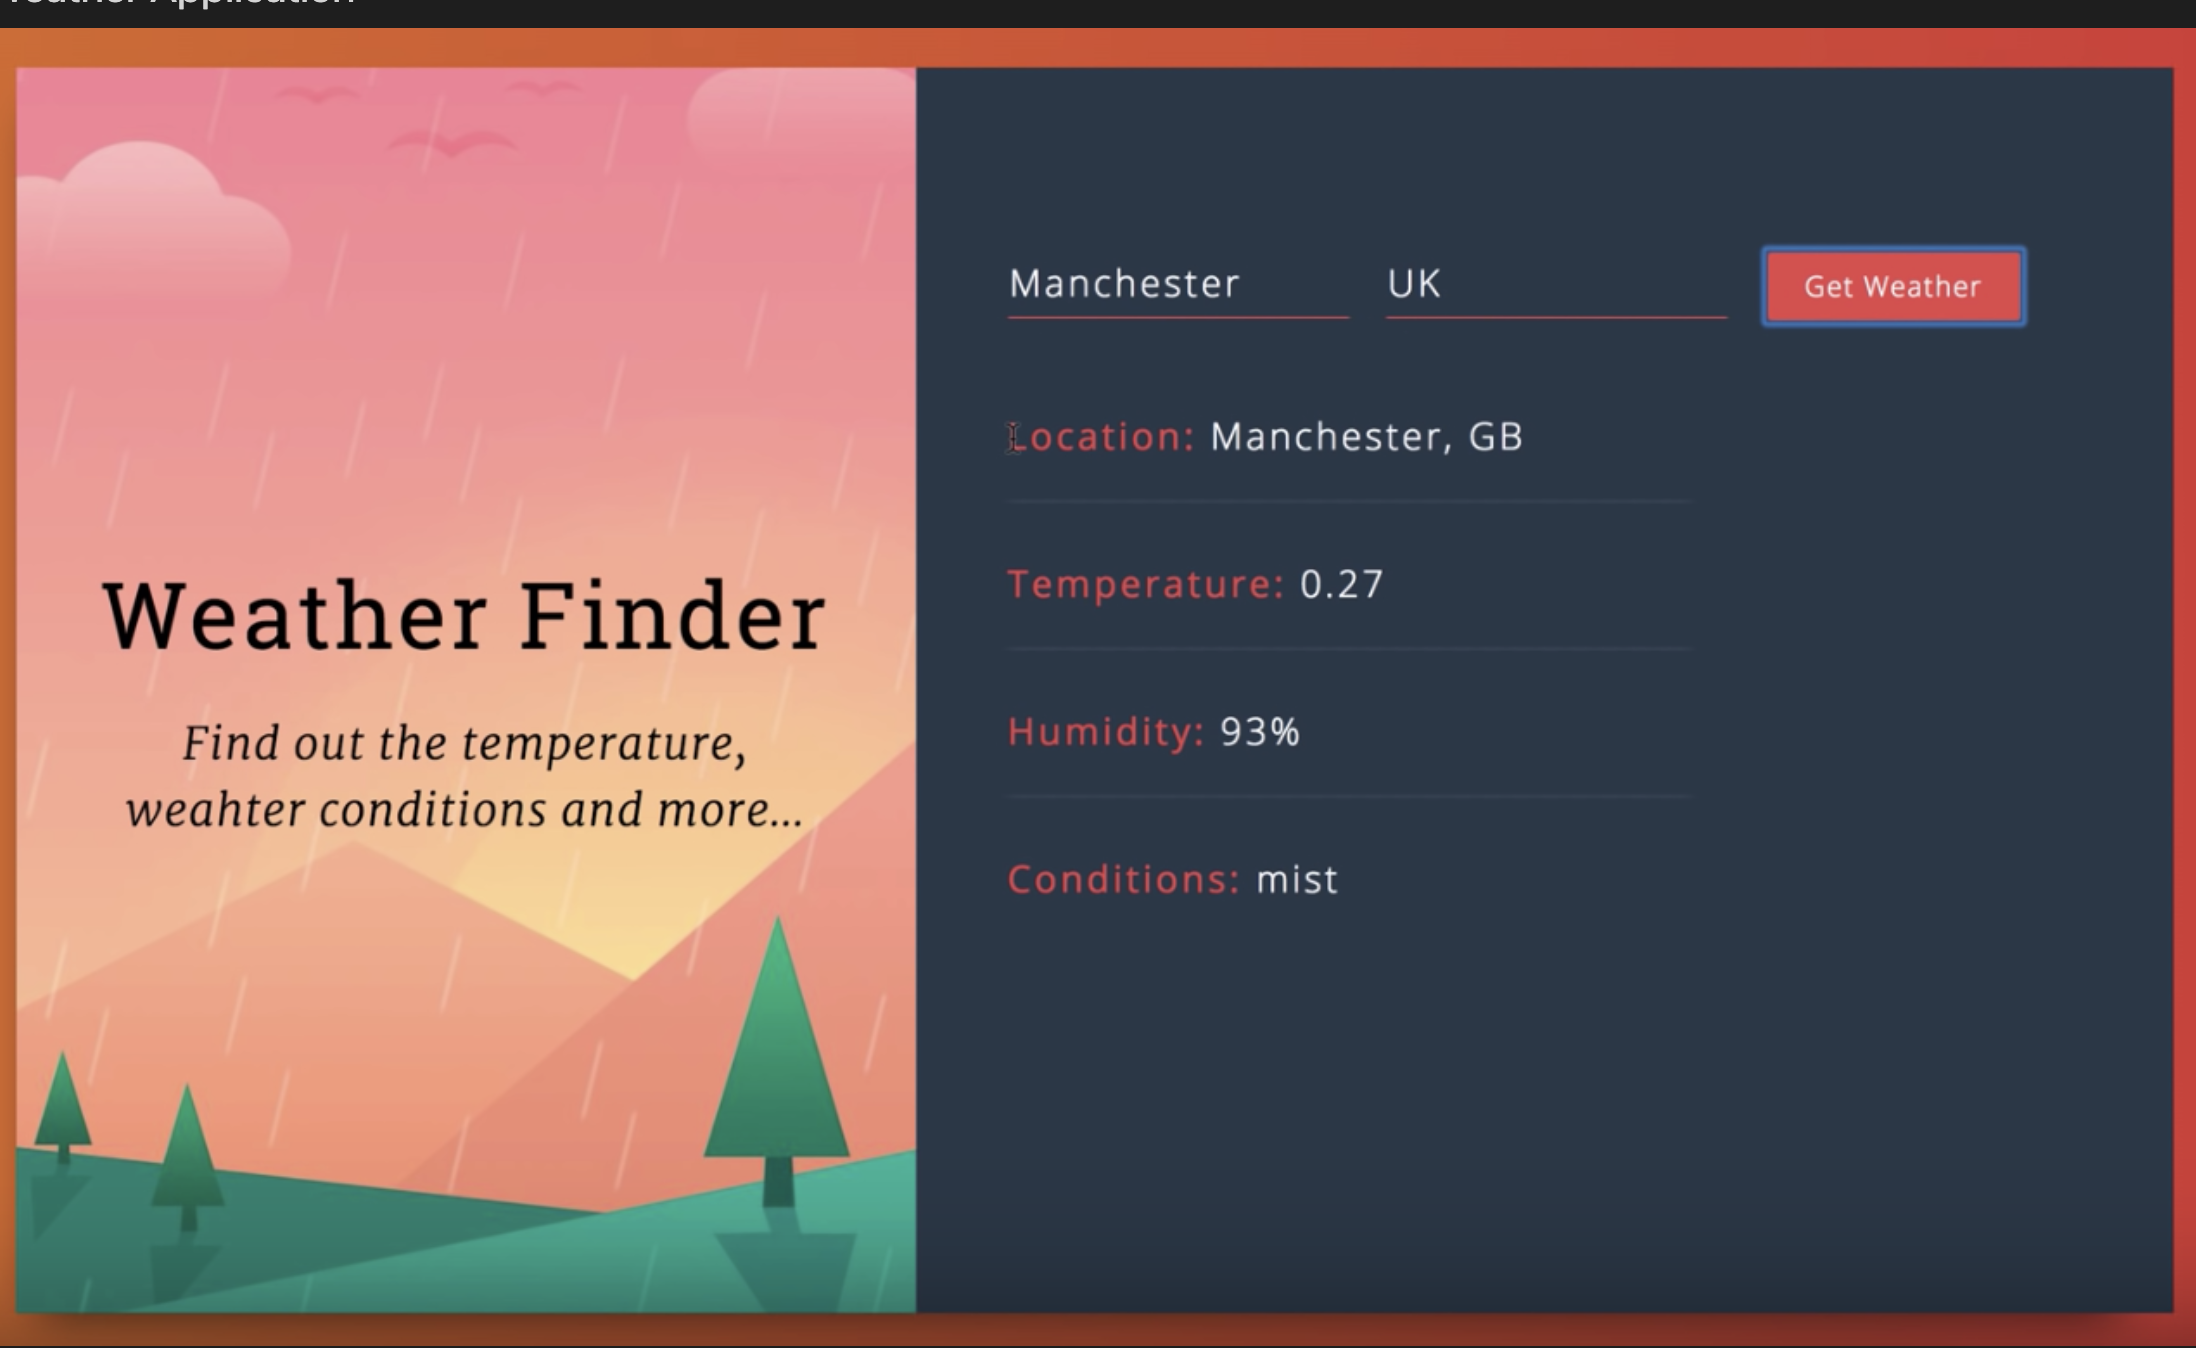 Application
Weather Finder
Find out the temperature,
weahter conditions and more...
Manchester UK Get Weather
Location: Manchester, GB
Temperature: 0.27
Humidity: 93%
Conditions: mist